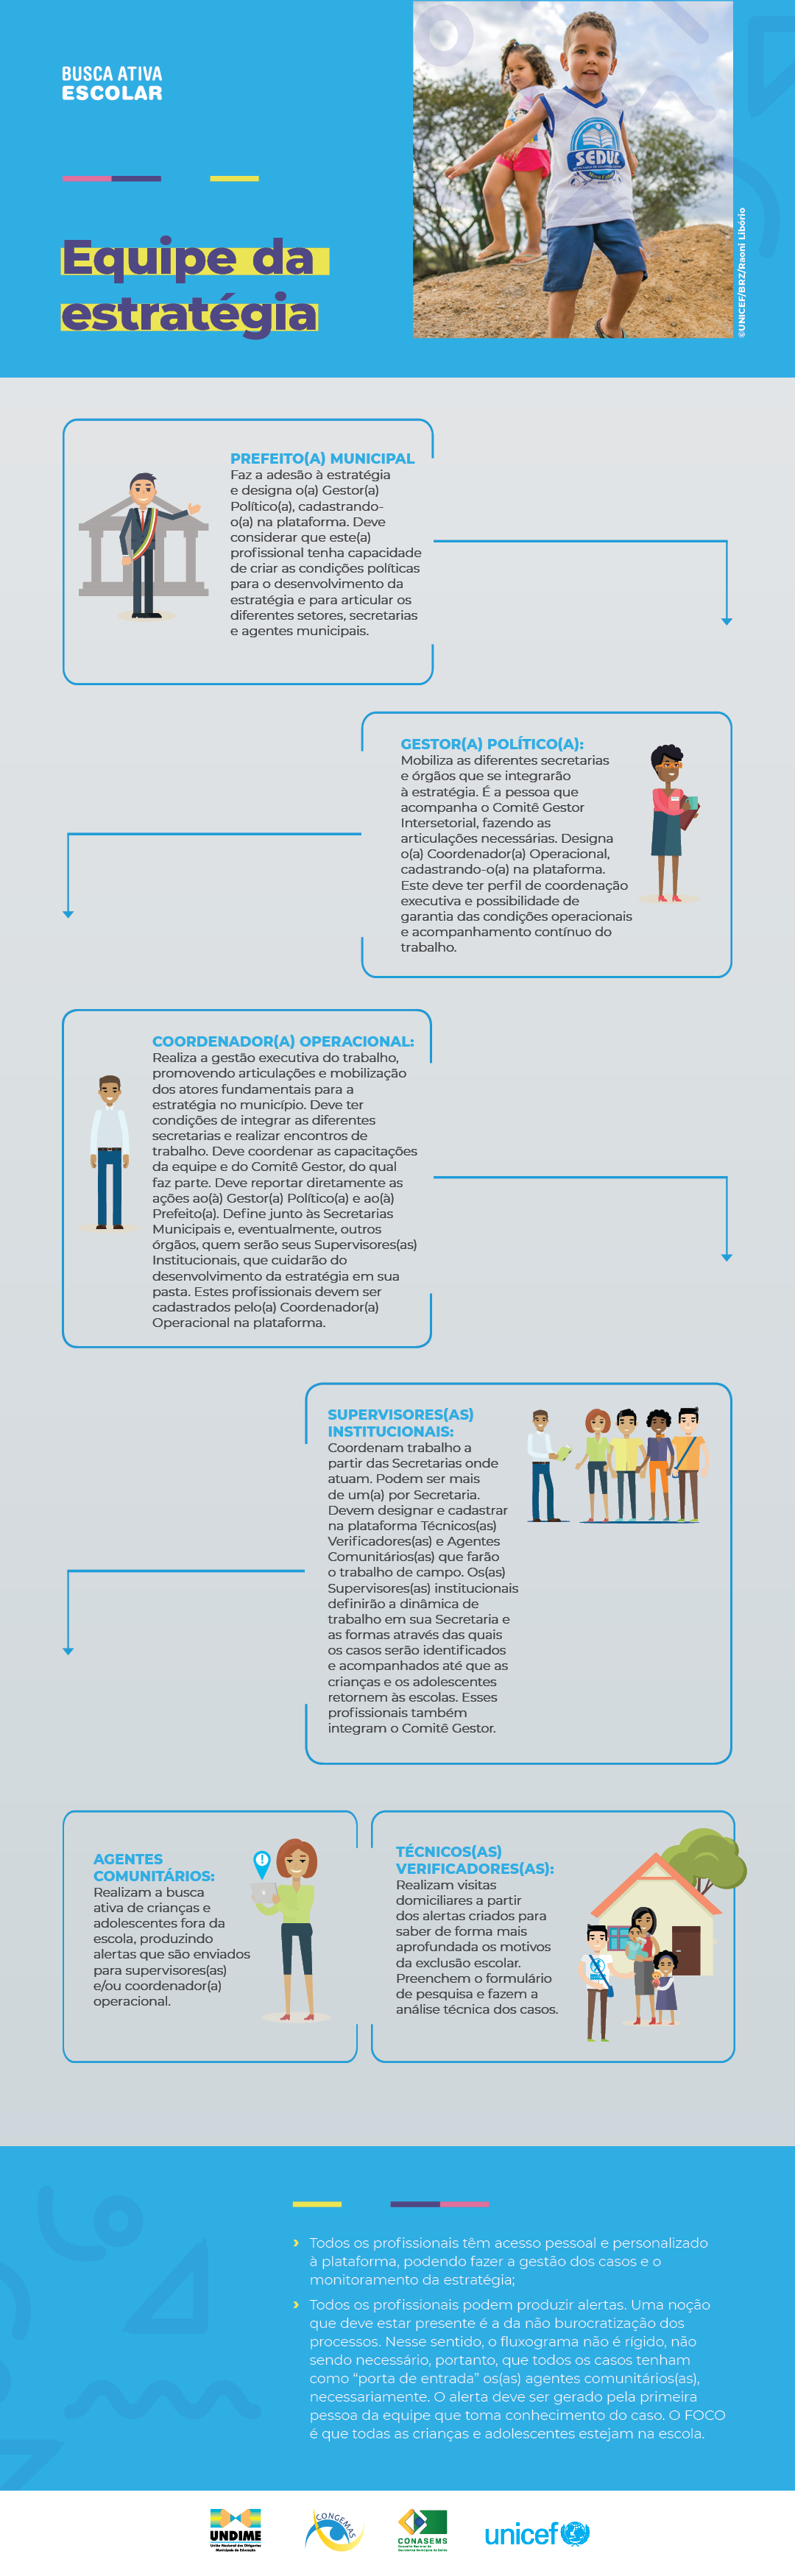 BUSCA ATIVA
ESCOLAR
Equipe da
estratégia
SEDUC
©UNICEF/BRZ/Raoni Libório
PREFEITO(A) MUNICIPAL
Faz a adesão à estratégia
e designa o(a) Gestor(a)
Político(a), cadastrando-
o(a) na plataforma. Deve
considerar que este(a)
profissional tenha capacidade
de criar as condições políticas
para o desenvolvimento da
estratégia e para articular os
diferentes setores, secretarias
e agentes municipais.
GESTOR(A) POLÍTICO(A):
Mobiliza as diferentes secretarias
e órgãos que se integrarão
à estratégia. É a pessoa que
acompanha o Comitê Gestor
Intersetorial, fazendo as
articulações necessárias. Designa
o(a) Coordenador(a) Operacional,
cadastrando-o(a) na plataforma.
Este deve ter perfil de coordenação
executiva e possibilidade de
garantia das condições operacionais
e acompanhamento contínuo do
trabalho.
COORDENADOR(A) OPERACIONAL:
Realiza a gestão executiva do trabalho,
promovendo articulações e mobilização
dos atores fundamentais para a
estratégia no município. Deve ter
condições de integrar as diferentes
secretarias e realizar encontros de
trabalho. Deve coordenar as capacitações
da equipe e do Comitê Gestor, do qual
faz parte. Deve reportar diretamente as
ações ao(à) Gestor(a) Político(a) e ao(à)
Prefeito(a). Define junto às Secretarias
Municipais e, eventualmente, outros
órgãos, quem serão seus Supervisores(as)
Institucionais, que cuidarão do
desenvolvimento da estratégia em sua
pasta. Estes profissionais devem ser
cadastrados pelo(a) Coordenador(a)
Operacional na plataforma.
SUPERVISORES(AS)
INSTITUCIONAIS:
Coordenam trabalho a
partir das Secretarias onde
atuam. Podem ser mais
de um(a) por Secretaria.
Devem designar e cadastrar
na plataforma Técnicos(as)
Verificadores(as) e Agentes
Comunitários(as) que farão
o trabalho de campo. Os(as)
Supervisores(as) institucionais
definirão a dinâmica de
trabalho em sua Secretaria e
as formas através das quais
os casos serão identificados
e acompanhados até que as
crianças e os adolescentes
retornem às escolas. Esses
profissionais também
integram o Comitê Gestor.
AGENTES
COMUNITÁRIOS:
Realizam a busca
ativa de crianças e
adolescentes fora da
escola, produzindo
alertas que são enviados
para supervisores(as)
e/ou coordenador(a)
operacional.
TÉCNICOS(AS)
VERIFICADORES(AS):
Realizam visitas
domiciliares a partir
dos alertas criados para
saber de forma mais
aprofundada os motivos
da exclusão escolar.
Preenchem o formulário
de pesquisa e fazem a
análise técnica dos casos.
› Todos os profissionais têm acesso pessoal e personalizado
à plataforma, podendo fazer a gestão dos casos e o
monitoramento da estratégia;
› Todos os profissionais podem produzir alertas. Uma noção
que deve estar presente é a da não burocratização dos
processos. Nesse sentido, o fluxograma não é rígido, não
sendo necessário, portanto, que todos os casos tenham
como “porta de entrada” os(as) agentes comunitários(as),
necessariamente. O alerta deve ser gerado pela primeira
pessoa da equipe que toma conhecimento do caso. O FOCO
é que todas as crianças e adolescentes estejam na escola.
UNDIME
União Nacional dos Dirigentes
Municipais de Educação
CONGEMAS
CONASEMS
Conselho Nacional de
Secretarias Municipais de Saúde
unicef